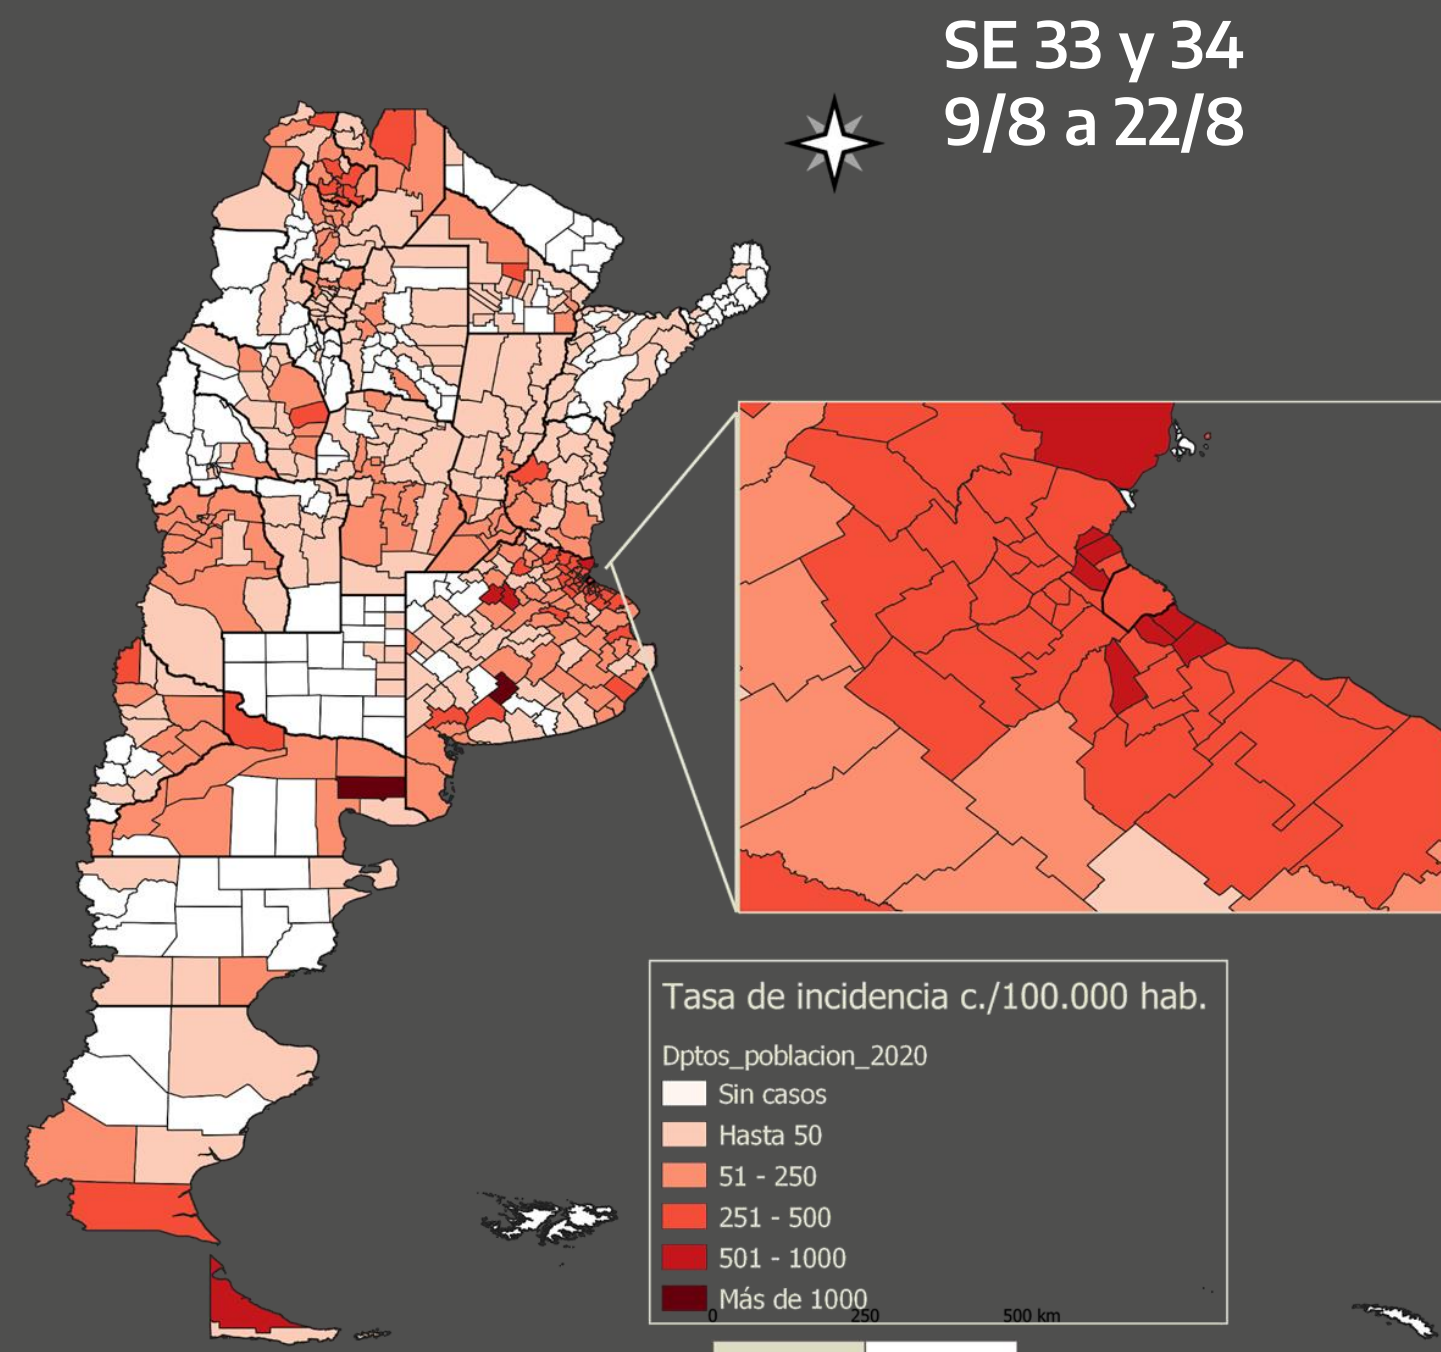 SE 33 y 34
9/8 a 22/8
Tasa de incidencia c./100.000 hab.
Dptos_poblacion_2020
Sin casos
Hasta 50
51 - 250
251 - 500
501 - 1000
Más de 1000
0 250 500 km